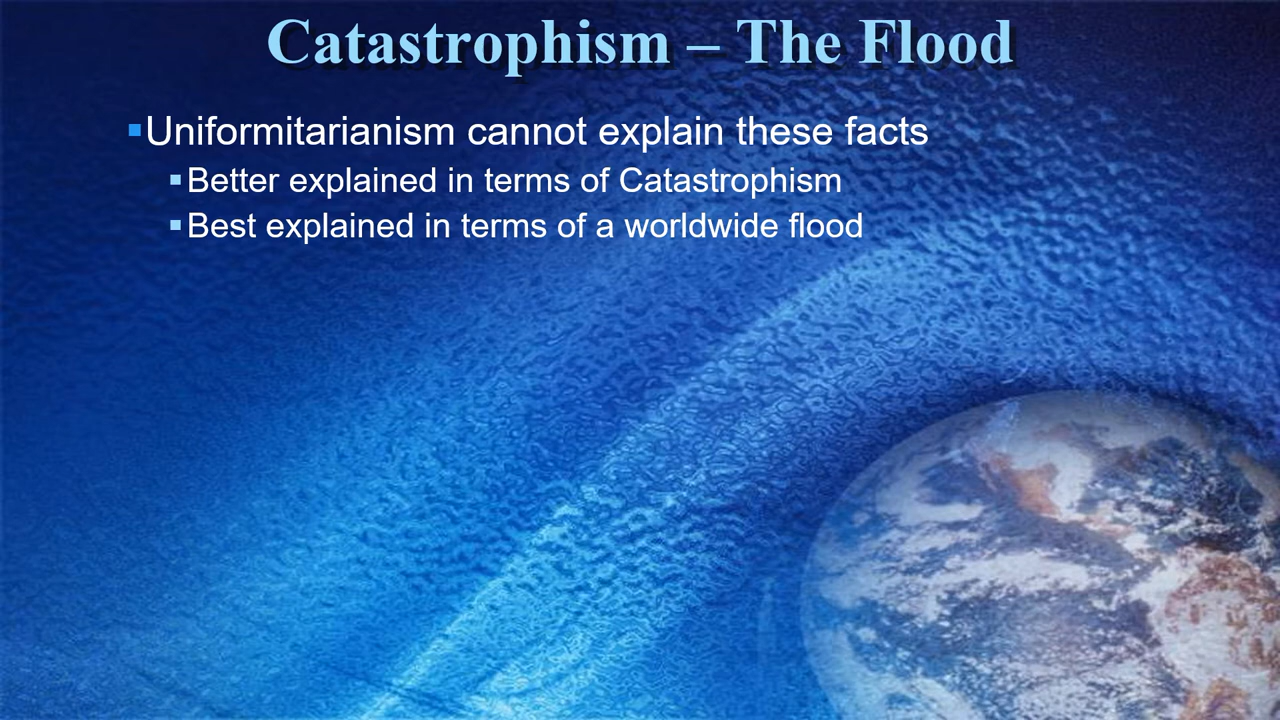 Catastrophism – The Flood
▪Uniformitarianism cannot explain these facts
▪Better explained in terms of Catastrophism
▪Best explained in terms of a worldwide flood